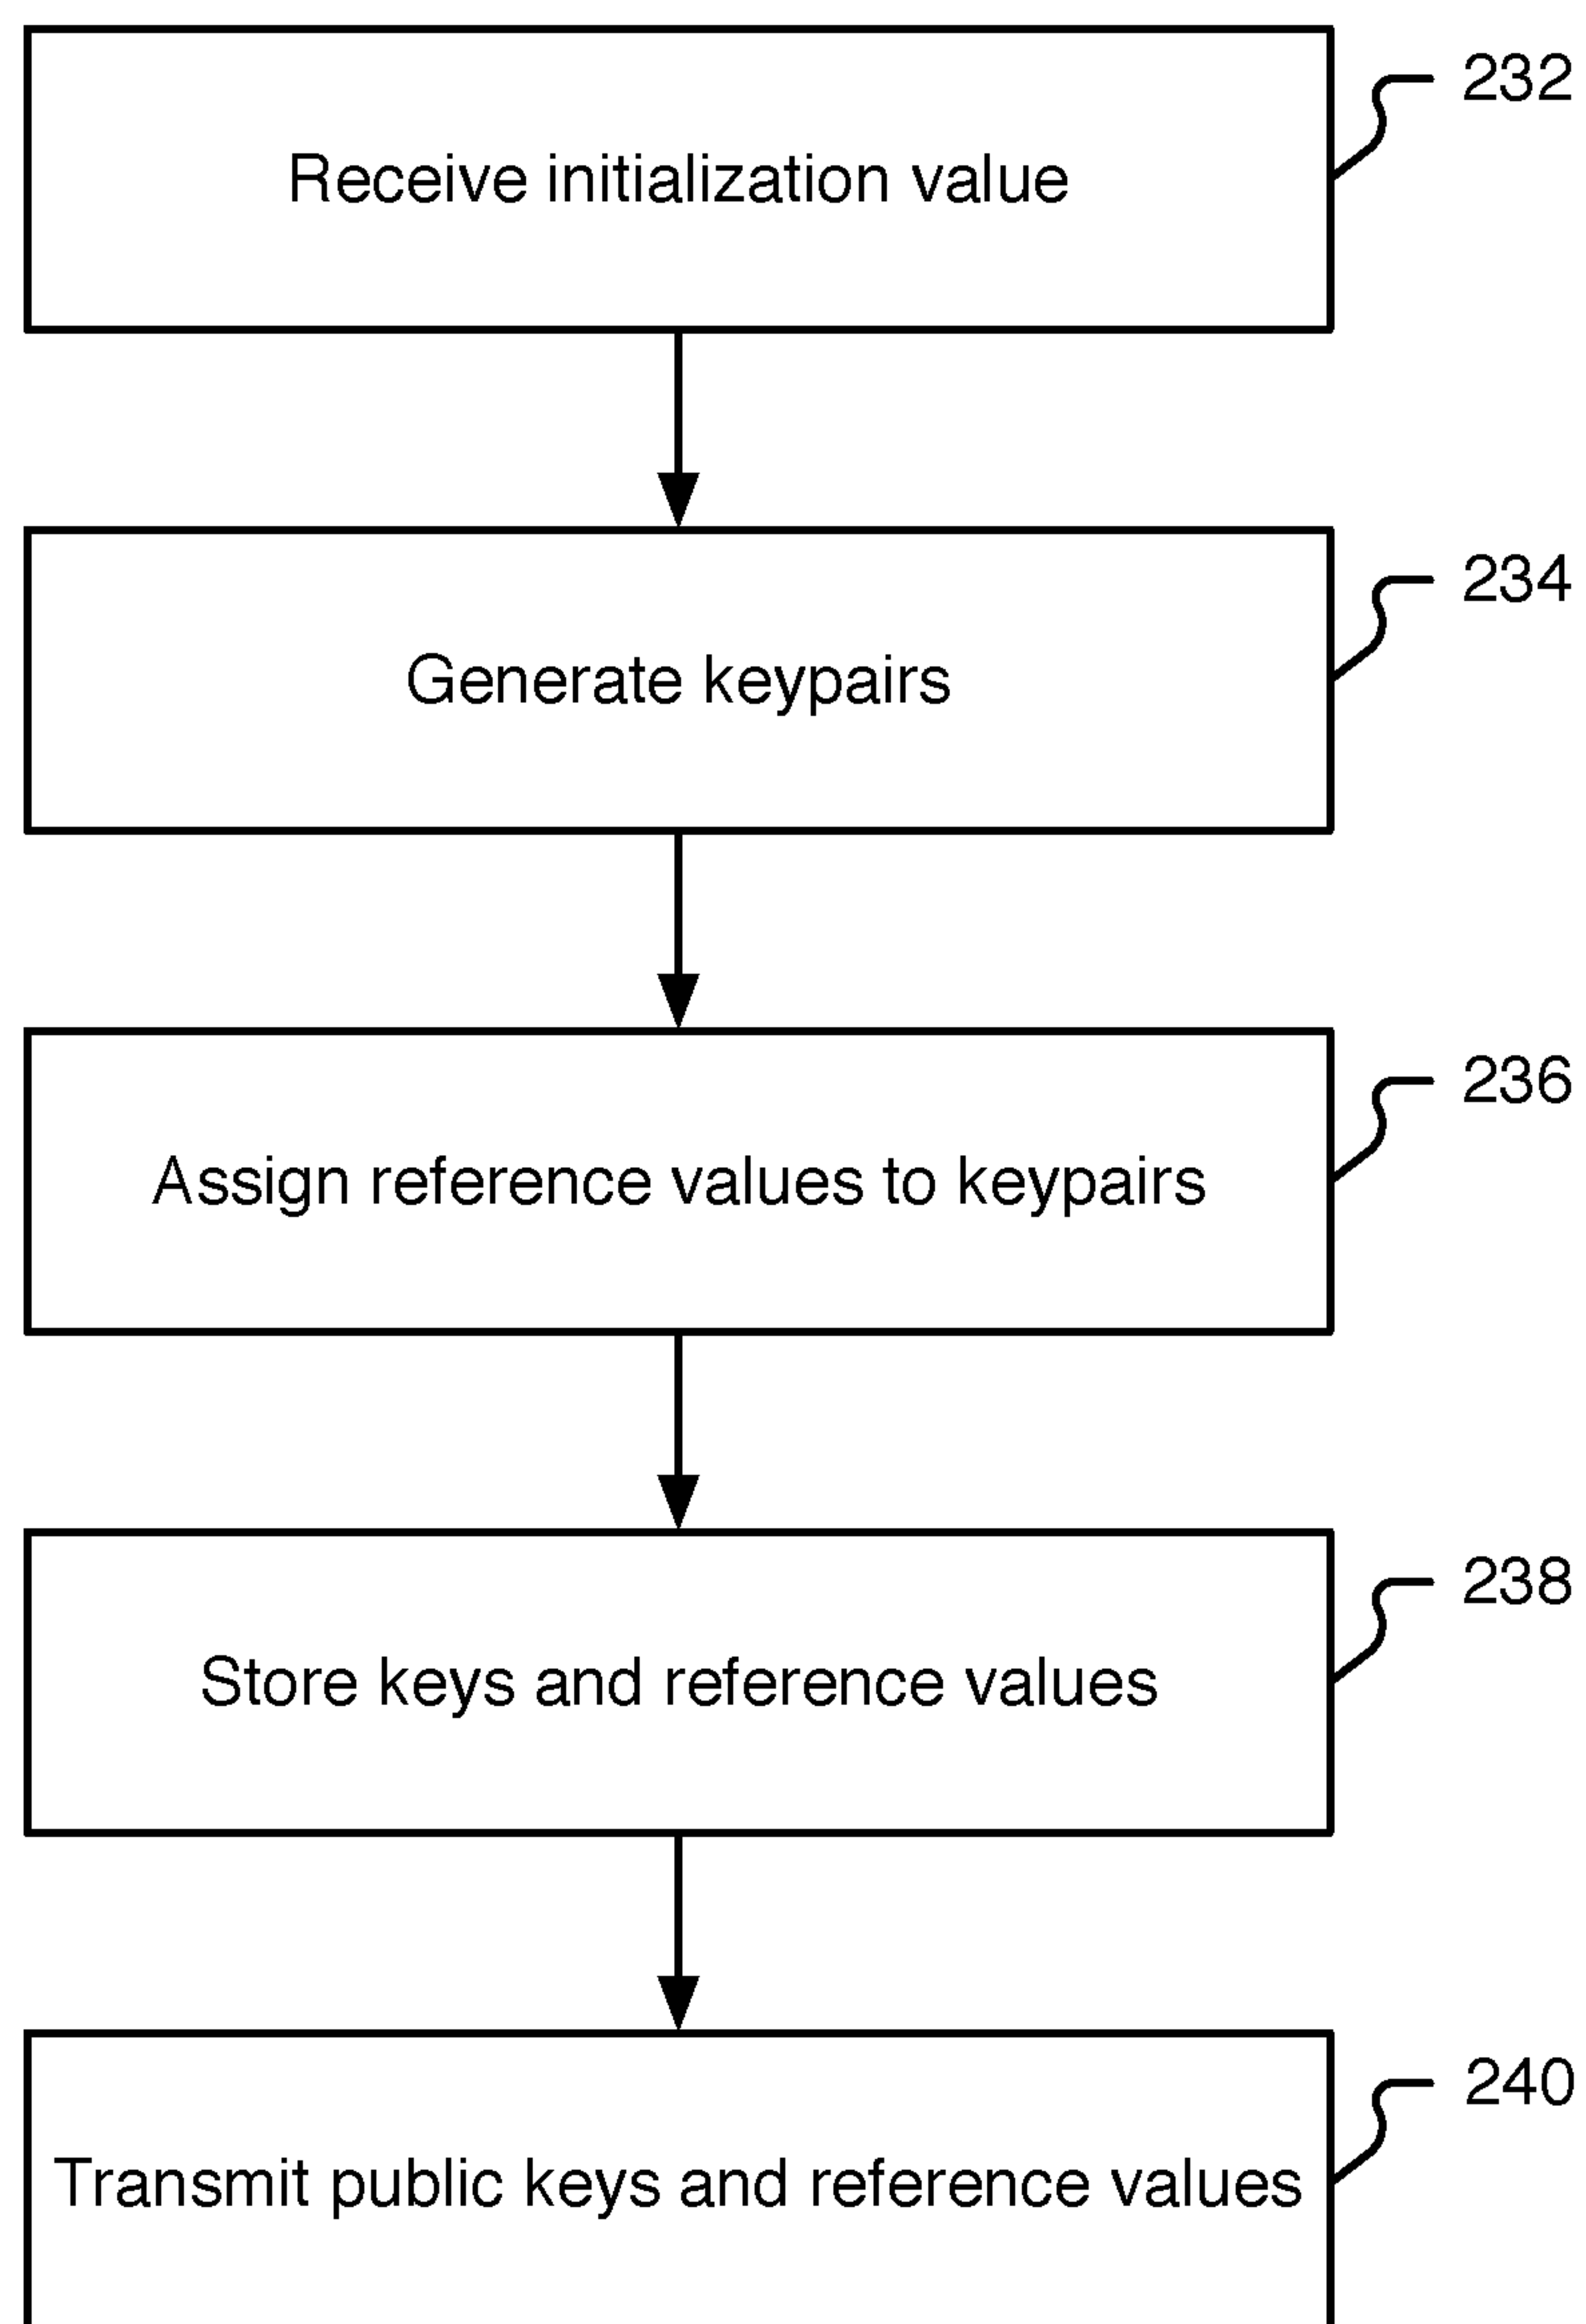 232
Receive initialization value
234
Generate keypairs
236
Assign reference values to keypairs
238
Store keys and reference values
240
Transmit public keys and reference values